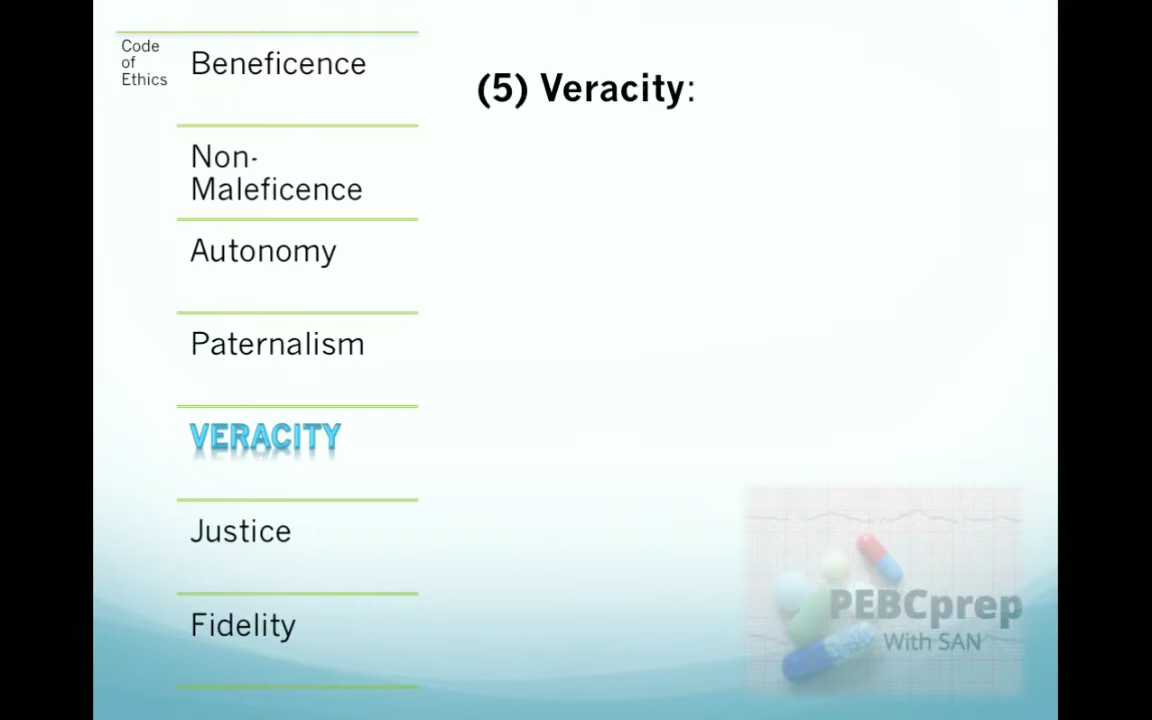 Code
of
Ethics
Beneficence
Non-
Maleficence
Autonomy
Paternalism
VERACITY
Justice
Fidelity
(5) Veracity:
PEBCprep
With SAN